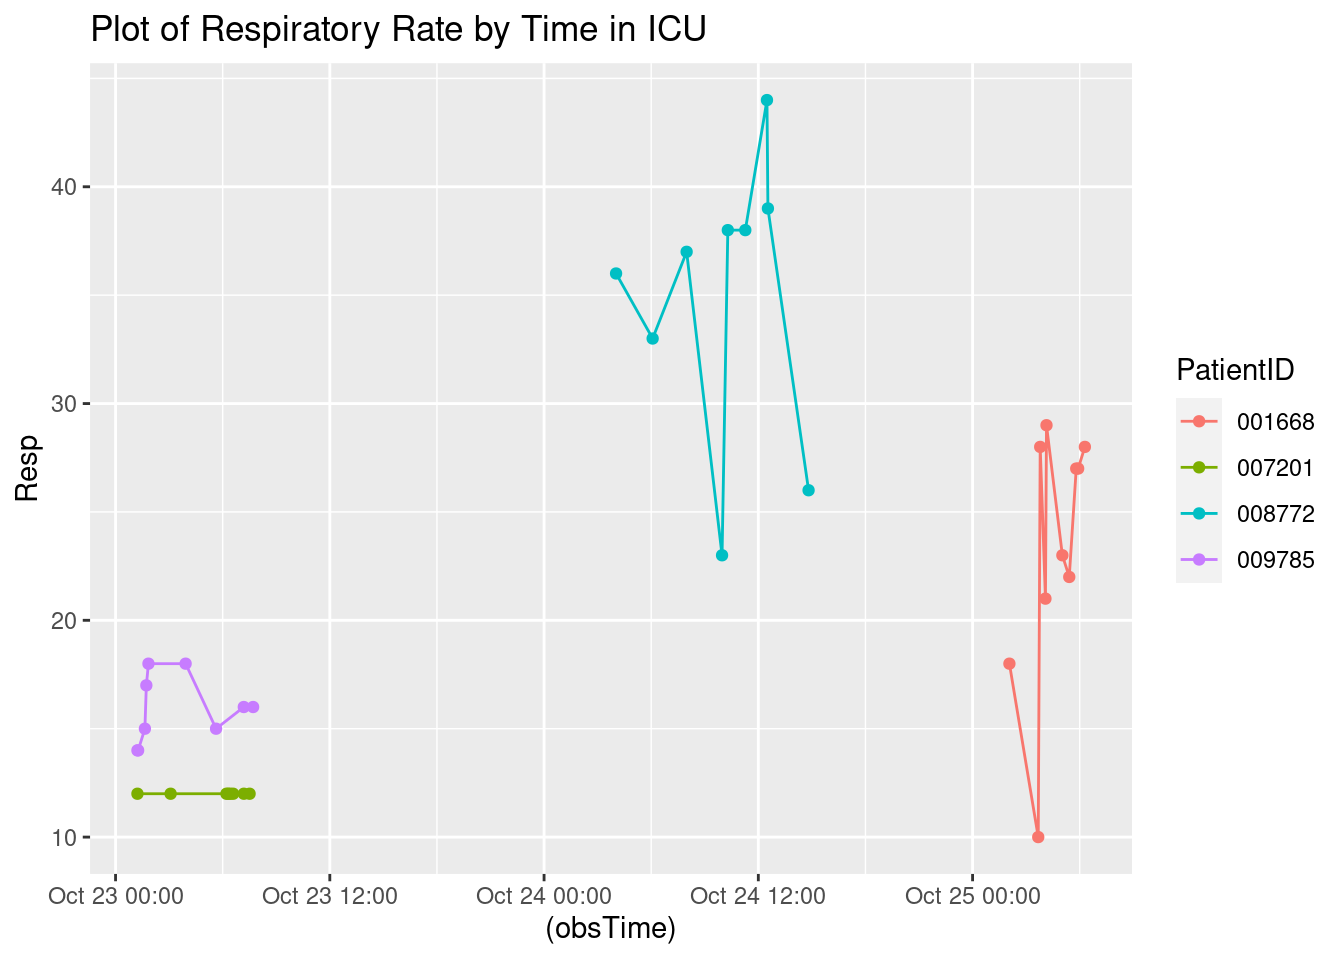 Plot of Respiratory Rate by Time in ICU
Resp
40
30
20
10
Oct 23 00:00
Oct 23 12:00
Oct 24 00:00
Oct 24 12:00
Oct 25 00:00
(obsTime)
PatientID
001668
007201
008772
009785